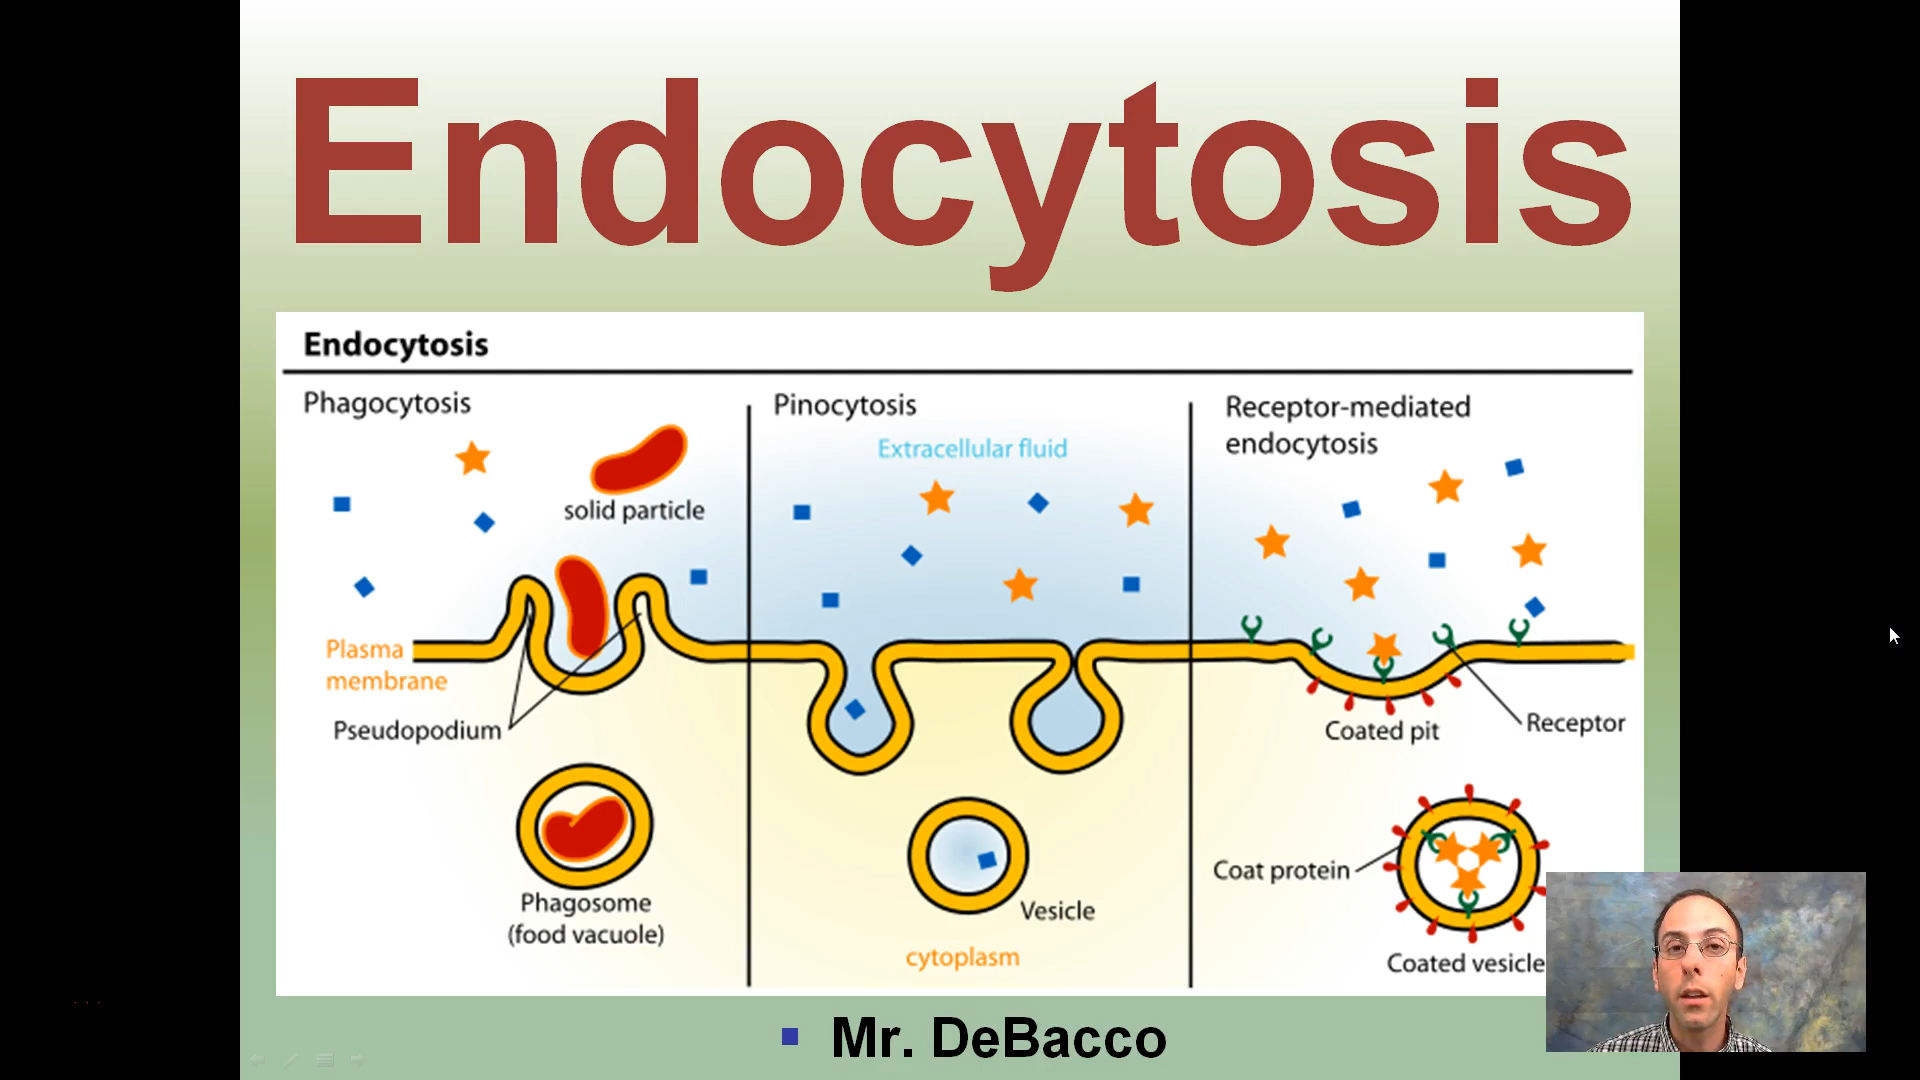 Endocytosis
Endocytosis
Phagocytosis
solid particle
Plasma
membrane
Pseudopodium
Phagosome
(food vacuole)
Pinocytosis
Extracellular fluid
Vesicle
cytoplasm
Receptor-mediated
endocytosis
Coated pit
Receptor
Coat protein
Coated vesicle
Mr. DeBacco